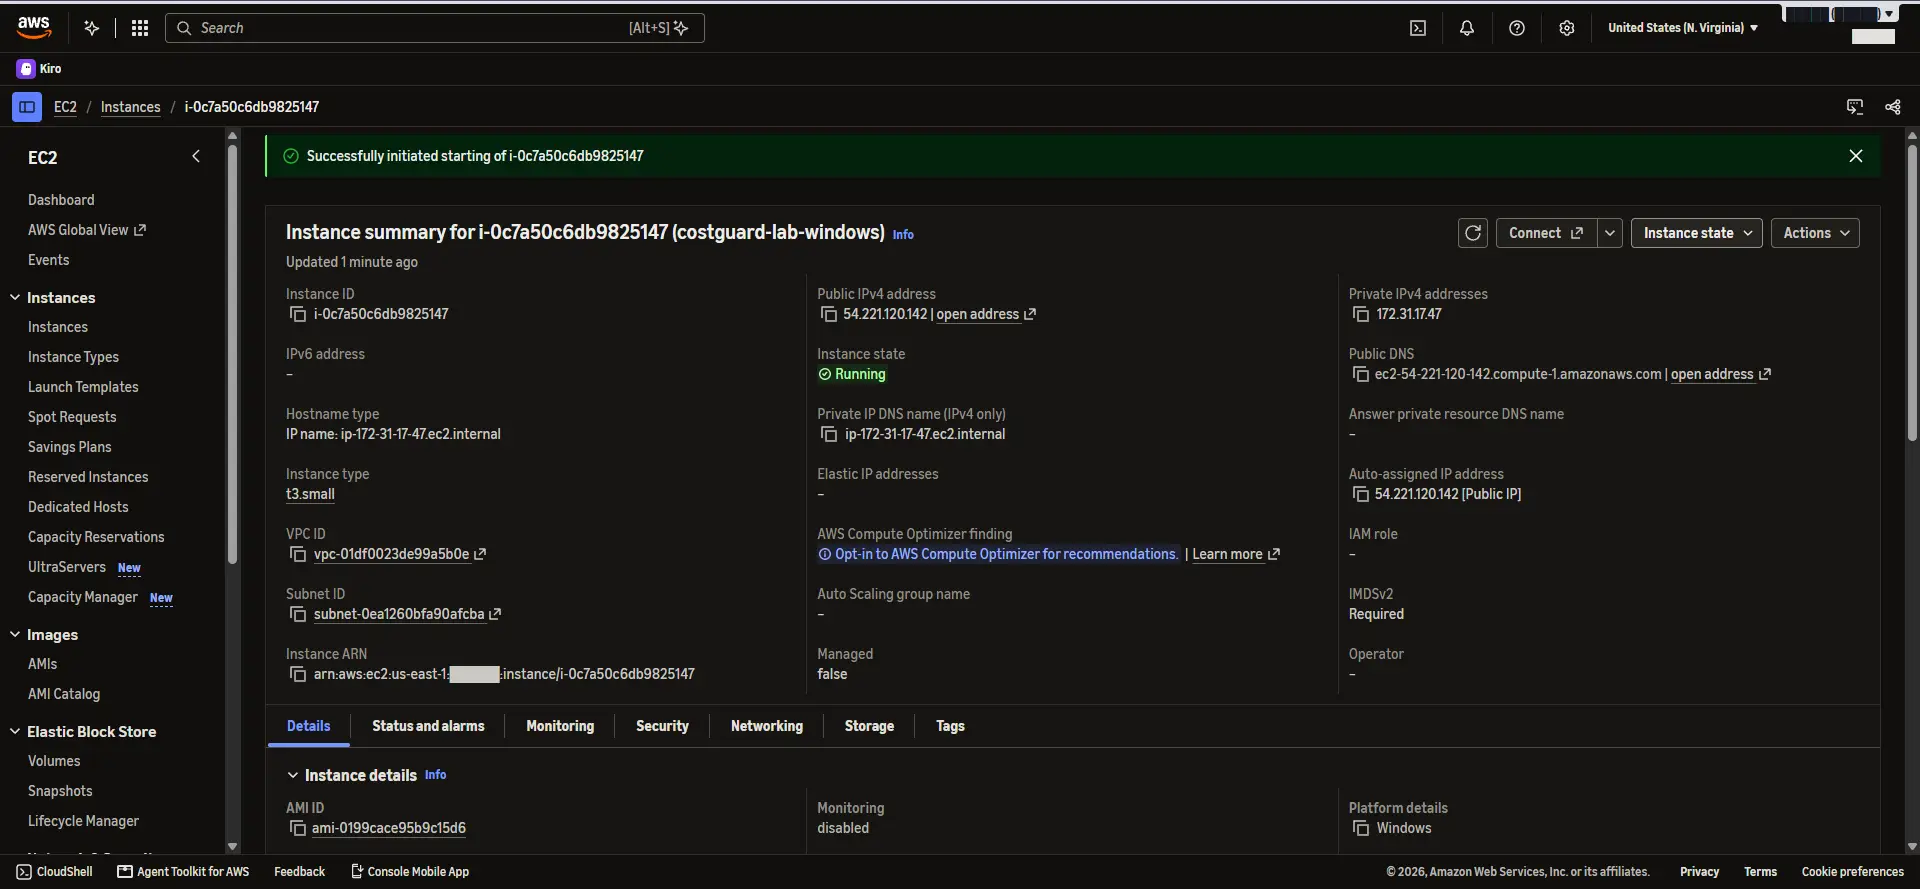 aws
Search [Alt+S]
United States (N. Virginia)
Kiro
EC2 / Instances / i-0c7a50c6db9825147
EC2
Dashboard
AWS Global View
Events
Instances
Instances
Instance Types
Launch Templates
Spot Requests
Savings Plans
Reserved Instances
Dedicated Hosts
Capacity Reservations
UltraServers New
Capacity Manager New
Images
AMIs
AMI Catalog
Elastic Block Store
Volumes
Snapshots
Lifecycle Manager
Successfully initiated starting of i-0c7a50c6db9825147
Instance summary for i-0c7a50c6db9825147 (costguard-lab-windows) Info
Updated 1 minute ago
Connect
Instance state
Actions
Instance ID
i-0c7a50c6db9825147
Public IPv4 address
54.221.120.142 | open address
Private IPv4 addresses
172.31.17.47
IPv6 address
–
Instance state
Running
Public DNS
ec2-54-221-120-142.compute-1.amazonaws.com | open address
Hostname type
IP name: ip-172-31-17-47.ec2.internal
Private IP DNS name (IPv4 only)
ip-172-31-17-47.ec2.internal
Answer private resource DNS name
–
Instance type
t3.small
Elastic IP addresses
–
Auto-assigned IP address
54.221.120.142 [Public IP]
VPC ID
vpc-01df0023de99a5b0e
AWS Compute Optimizer finding
Opt-in to AWS Compute Optimizer for recommendations. | Learn more
IAM role
–
Subnet ID
subnet-0ea1260bfa90afcba
Auto Scaling group name
–
IMDSv2
Required
Instance ARN
arn:aws:ec2:us-east-1: :instance/i-0c7a50c6db9825147
Managed
false
Operator
–
Details
Status and alarms
Monitoring
Security
Networking
Storage
Tags
Instance details Info
AMI ID
ami-0199cace95b9c15d6
Monitoring
disabled
Platform details
Windows
CloudShell
Agent Toolkit for AWS
Feedback
Console Mobile App
© 2026, Amazon Web Services, Inc. or its affiliates.
Privacy
Terms
Cookie preferences